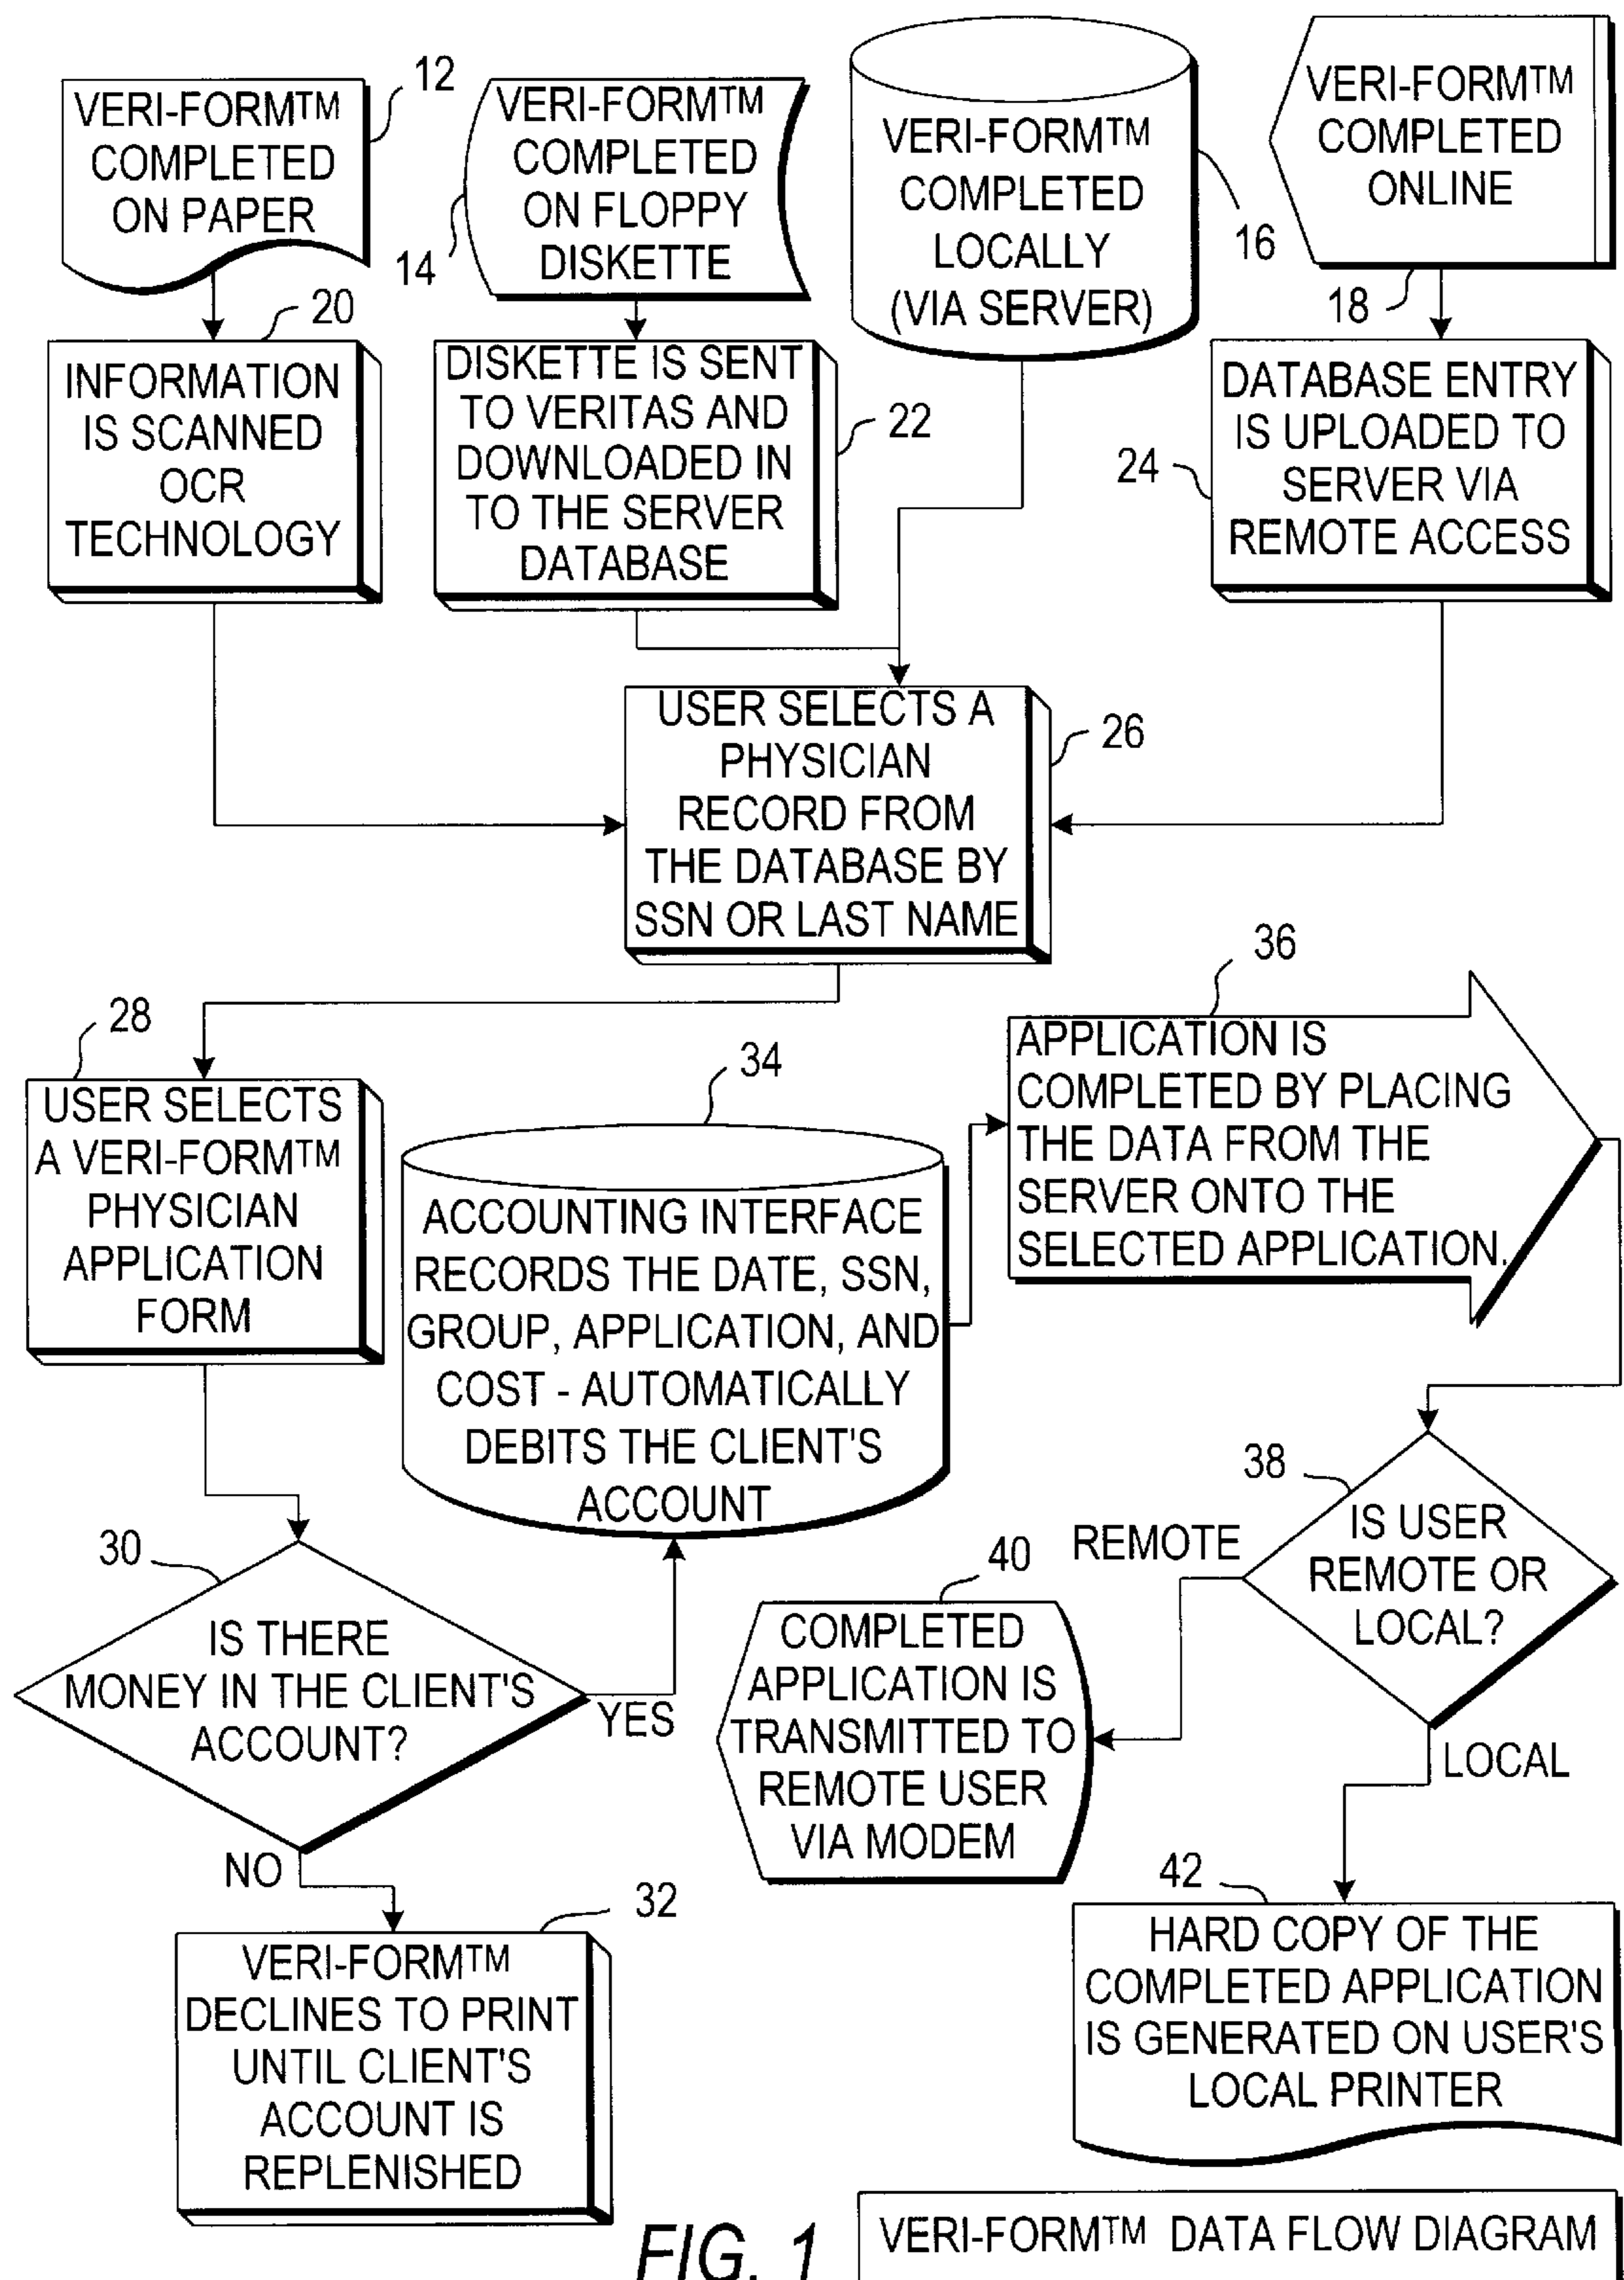 12
VERI-FORM™
COMPLETED
ON PAPER
14
VERI-FORM™
COMPLETED
ON FLOPPY
DISKETTE
16
VERI-FORM™
COMPLETED
LOCALLY
(VIA SERVER)
18
VERI-FORM™
COMPLETED
ONLINE
20
INFORMATION
IS SCANNED
OCR
TECHNOLOGY
22
DISKETTE IS SENT
TO VERITAS AND
DOWNLOADED IN
TO THE SERVER
DATABASE
24
DATABASE ENTRY
IS UPLOADED TO
SERVER VIA
REMOTE ACCESS
26
USER SELECTS A
PHYSICIAN
RECORD FROM
THE DATABASE BY
SSN OR LAST NAME
28
USER SELECTS
A VERI-FORM™
PHYSICIAN
APPLICATION
FORM
34
ACCOUNTING INTERFACE
RECORDS THE DATE, SSN,
GROUP, APPLICATION, AND
COST - AUTOMATICALLY
DEBITS THE CLIENT'S
ACCOUNT
36
APPLICATION IS
COMPLETED BY PLACING
THE DATA FROM THE
SERVER ONTO THE
SELECTED APPLICATION.
30
IS THERE
MONEY IN THE CLIENT'S
ACCOUNT?
YES
NO
38
IS USER
REMOTE OR
LOCAL?
REMOTE
LOCAL
40
COMPLETED
APPLICATION IS
TRANSMITTED TO
REMOTE USER
VIA MODEM
32
VERI-FORM™
DECLINES TO PRINT
UNTIL CLIENT'S
ACCOUNT IS
REPLENISHED
42
HARD COPY OF THE
COMPLETED APPLICATION
IS GENERATED ON USER'S
LOCAL PRINTER
FIG. 1
VERI-FORM™ DATA FLOW DIAGRAM